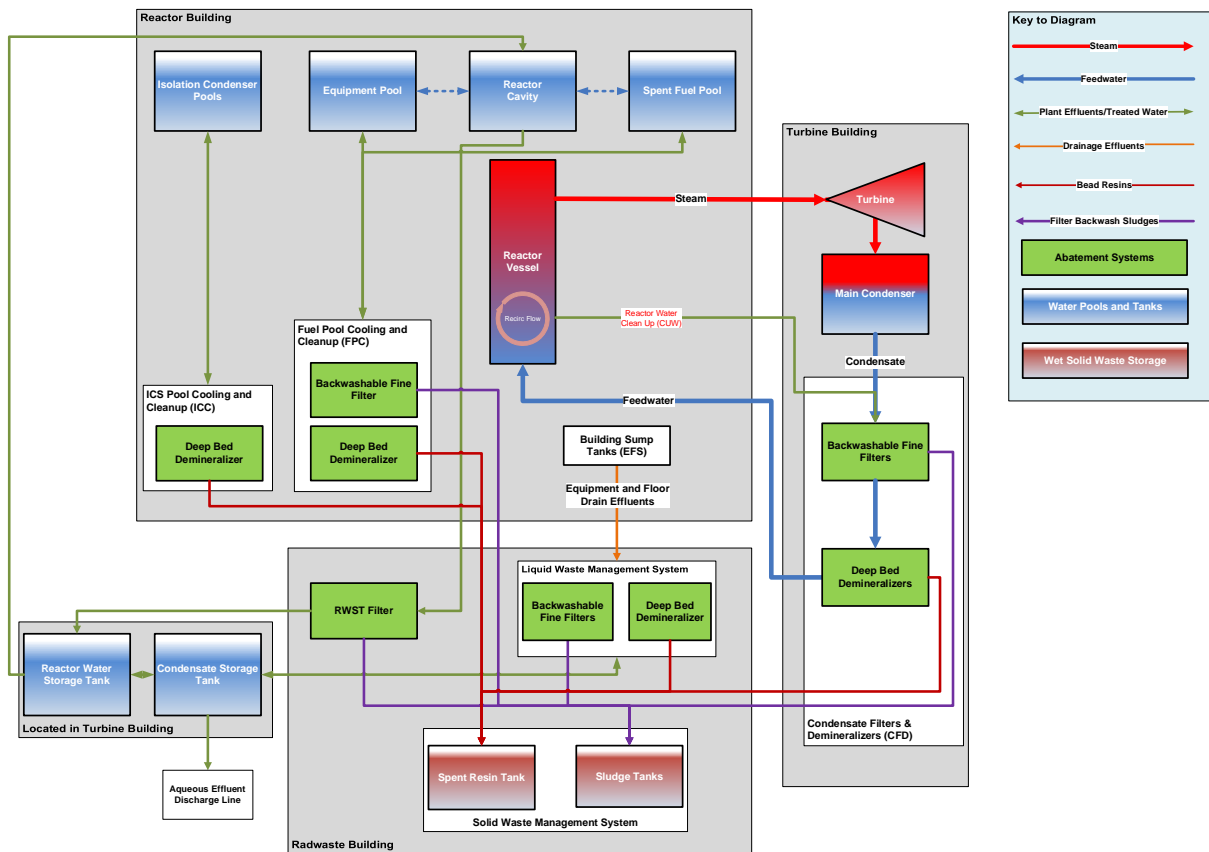 Reactor Building
Isolation Condenser
Pools
Equipment Pool
Reactor
Cavity
Spent Fuel Pool
Reactor
Vessel
Recirc Flow
Steam
Reactor Water
Clean Up (CUW)
Feedwater
Fuel Pool Cooling and
Cleanup (FPC)
Backwashable Fine
Filter
Deep Bed
Demineralizer
ICS Pool Cooling and
Cleanup (ICC)
Deep Bed
Demineralizer
Building Sump
Tanks (EFS)
Equipment and Floor
Drain Effluents
Turbine Building
Turbine
Main Condenser
Condensate
Backwashable Fine
Filters
Deep Bed
Demineralizers
Condensate Filters &
Demineralizers (CFD)
Liquid Waste Management System
Backwashable
Fine Filters
Deep Bed
Demineralizer
RWST Filter
Reactor Water
Storage Tank
Condensate Storage
Tank
Located in Turbine Building
Aqueous Effluent
Discharge Line
Spent Resin Tank
Sludge Tanks
Solid Waste Management System
Radwaste Building
Key to Diagram
Steam
Feedwater
Plant Effluents/Treated Water
Drainage Effluents
Bead Resins
Filter Backwash Sludges
Abatement Systems
Water Pools and Tanks
Wet Solid Waste Storage